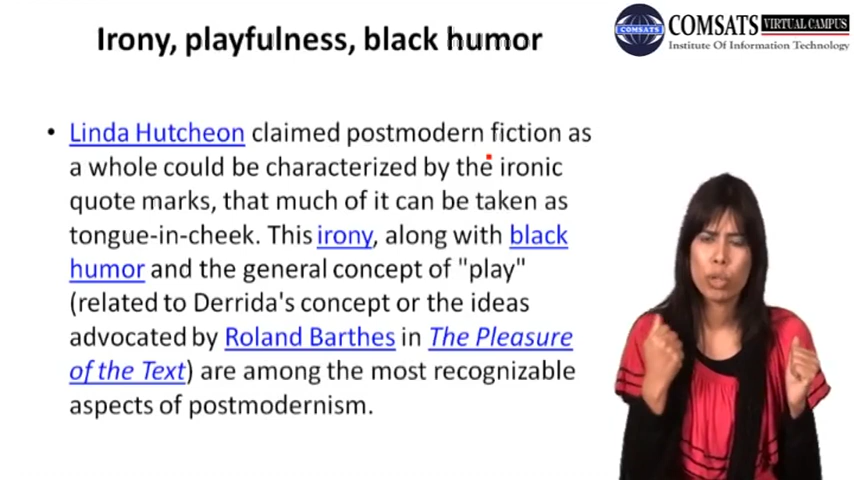 Irony, playfulness, black humor
COMSATS
COMSATS VIRTUAL CAMPUS
Institute Of Information Technology
• Linda Hutcheon claimed postmodern fiction as
a whole could be characterized by the ironic
quote marks, that much of it can be taken as
tongue-in-cheek. This irony, along with black
humor and the general concept of "play"
(related to Derrida's concept or the ideas
advocated by Roland Barthes in The Pleasure
of the Text) are among the most recognizable
aspects of postmodernism.